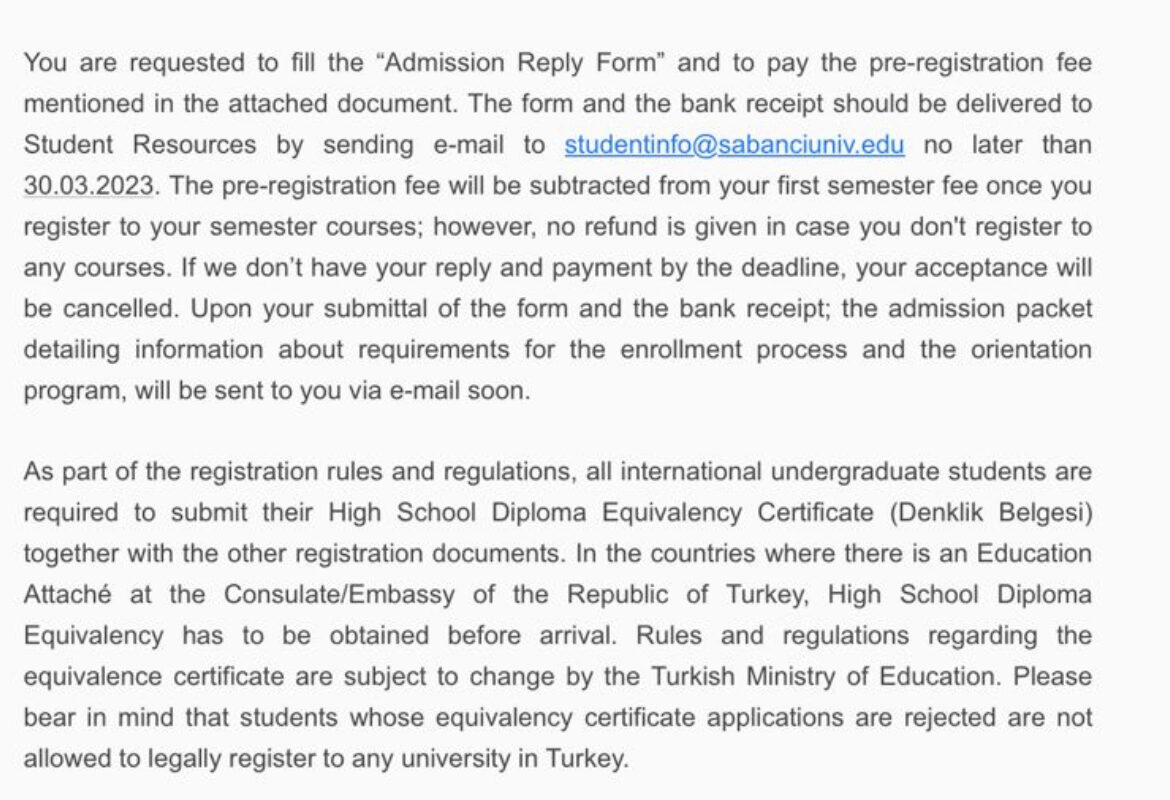 You are requested to fill the “Admission Reply Form” and to pay the pre-registration fee
mentioned in the attached document. The form and the bank receipt should be delivered to
Student Resources by sending e-mail to studentinfo@sabanciuniv.edu no later than
30.03.2023. The pre-registration fee will be subtracted from your first semester fee once you
register to your semester courses; however, no refund is given in case you don't register to
any courses. If we don’t have your reply and payment by the deadline, your acceptance will
be cancelled. Upon your submittal of the form and the bank receipt; the admission packet
detailing information about requirements for the enrollment process and the orientation
program, will be sent to you via e-mail soon.
As part of the registration rules and regulations, all international undergraduate students are
required to submit their High School Diploma Equivalency Certificate (Denklik Belgesi)
together with the other registration documents. In the countries where there is an Education
Attaché at the Consulate/Embassy of the Republic of Turkey, High School Diploma
Equivalency has to be obtained before arrival. Rules and regulations regarding the
equivalence certificate are subject to change by the Turkish Ministry of Education. Please
bear in mind that students whose equivalency certificate applications are rejected are not
allowed to legally register to any university in Turkey.